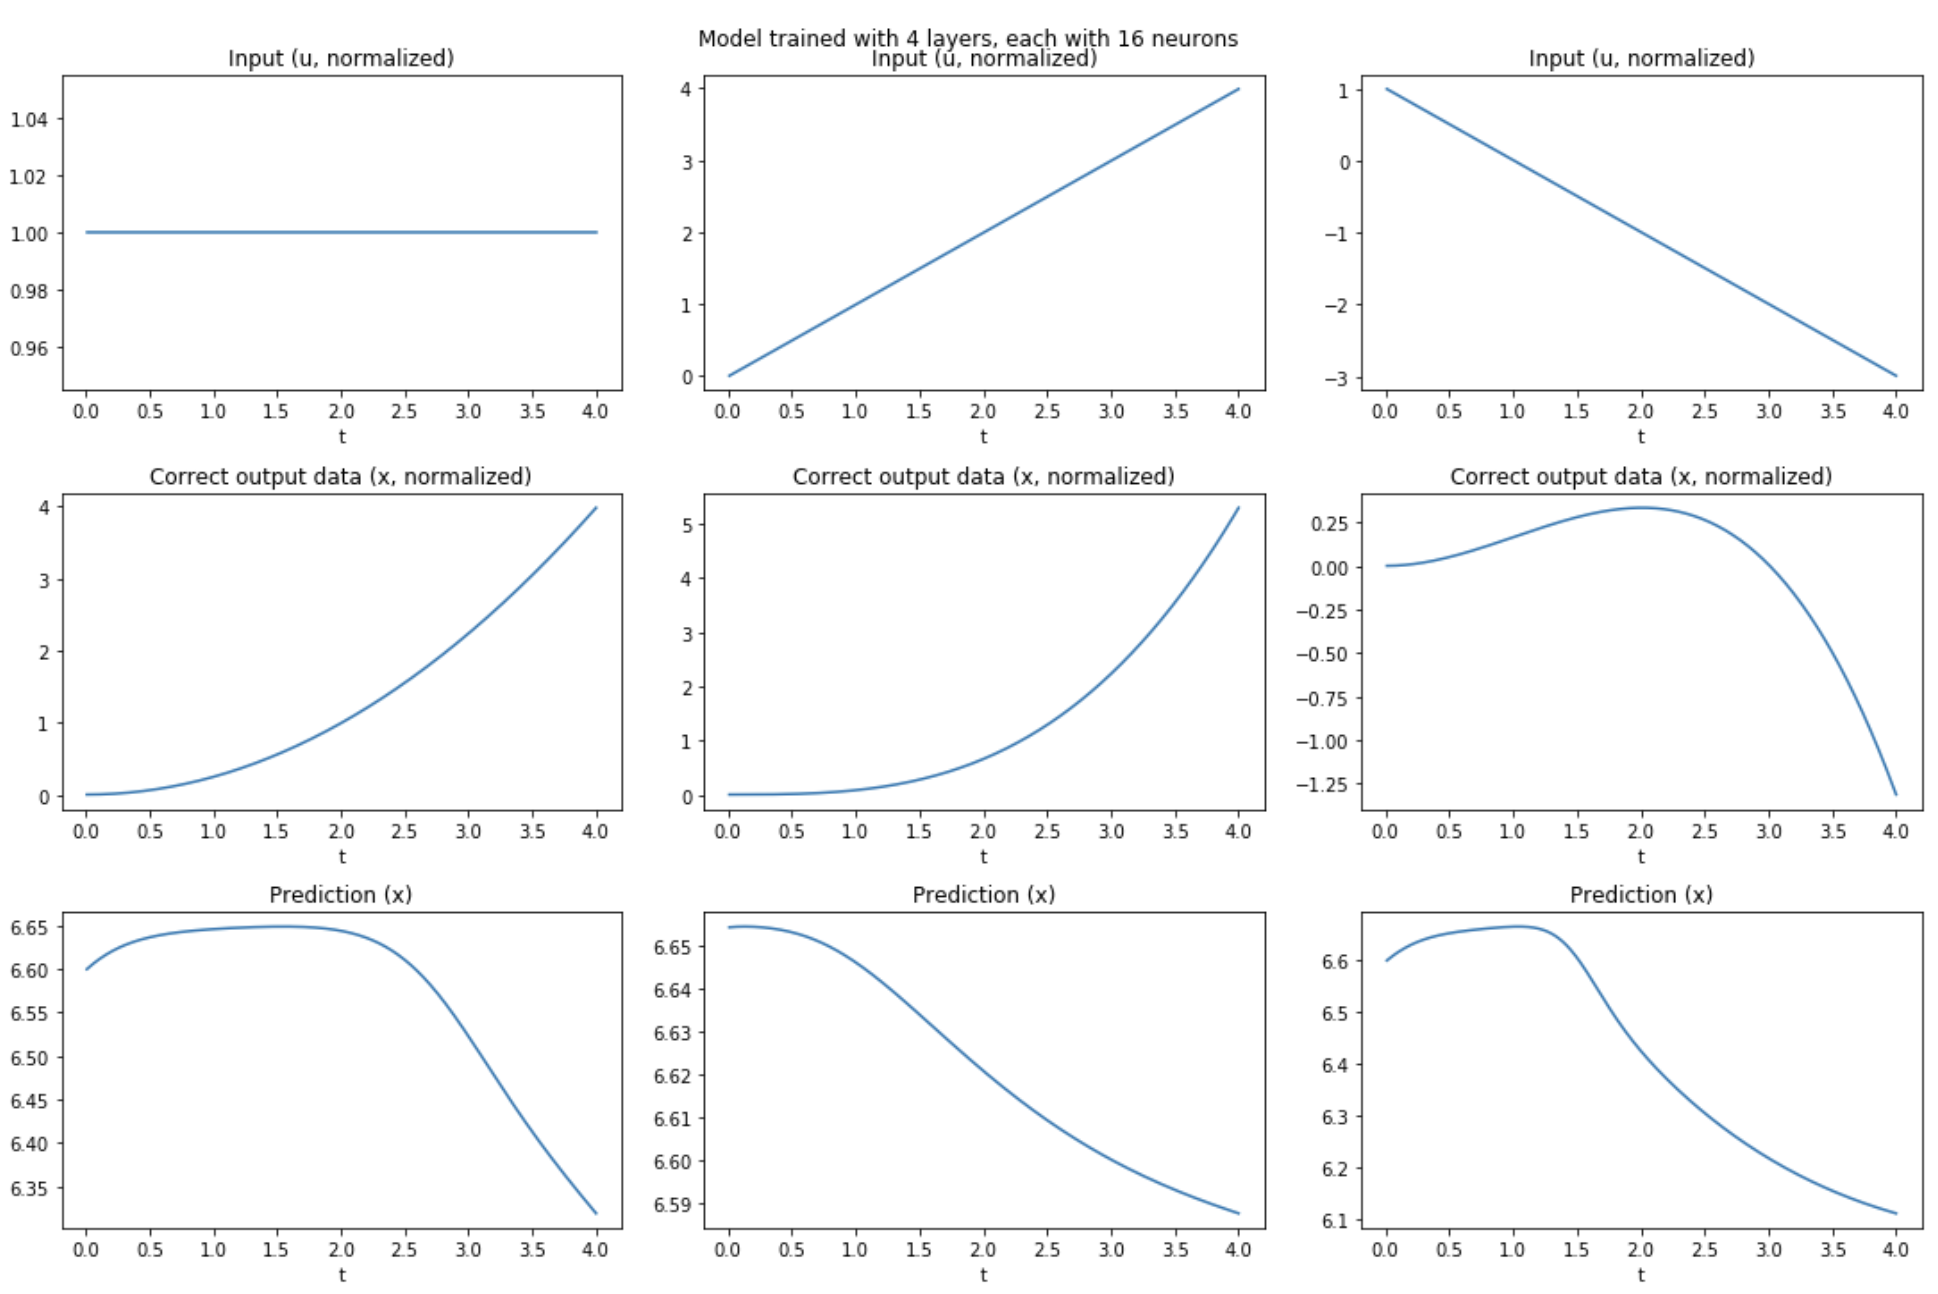 Model trained with 4 layers, each with 16 neurons
Input (u, normalized)
1.04
1.02
1.00
0.98
0.96
0.0 0.5 1.0 1.5 2.0 2.5 3.0 3.5 4.0
t
Input (u, normalized)
4
3
2
1
0
0.0 0.5 1.0 1.5 2.0 2.5 3.0 3.5 4.0
t
Input (u, normalized)
1
0
−1
−2
−3
0.0 0.5 1.0 1.5 2.0 2.5 3.0 3.5 4.0
t
Correct output data (x, normalized)
4
3
2
1
0
0.0 0.5 1.0 1.5 2.0 2.5 3.0 3.5 4.0
t
Correct output data (x, normalized)
5
4
3
2
1
0
0.0 0.5 1.0 1.5 2.0 2.5 3.0 3.5 4.0
t
Correct output data (x, normalized)
0.25
0.00
−0.25
−0.50
−0.75
−1.00
−1.25
0.0 0.5 1.0 1.5 2.0 2.5 3.0 3.5 4.0
t
Prediction (x)
6.65
6.60
6.55
6.50
6.45
6.40
6.35
0.0 0.5 1.0 1.5 2.0 2.5 3.0 3.5 4.0
t
Prediction (x)
6.65
6.64
6.63
6.62
6.61
6.60
6.59
0.0 0.5 1.0 1.5 2.0 2.5 3.0 3.5 4.0
t
Prediction (x)
6.6
6.5
6.4
6.3
6.2
6.1
0.0 0.5 1.0 1.5 2.0 2.5 3.0 3.5 4.0
t